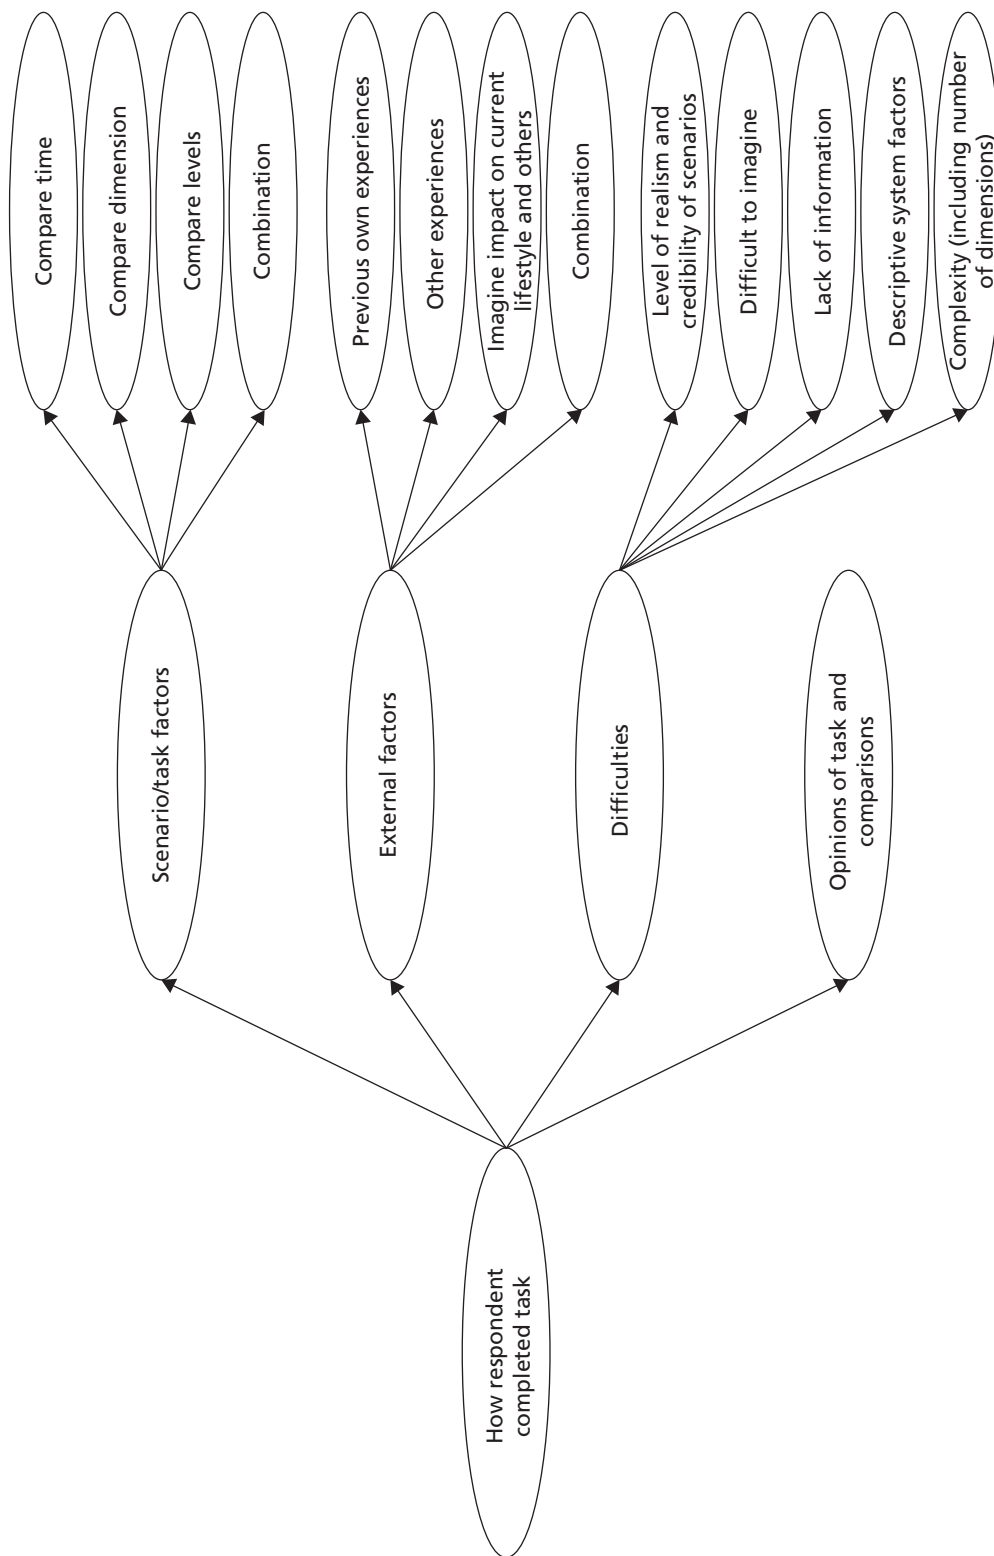 How respondent
completed task
Scenario/task factors
External factors
Difficulties
Opinions of task and
comparisons
Compare time
Compare dimension
Compare levels
Combination
Previous own experiences
Other experiences
Imagine impact on current
lifestyle and others
Combination
Level of realism and
credibility of scenarios
Difficult to imagine
Lack of information
Descriptive system factors
Complexity (including number
of dimensions)